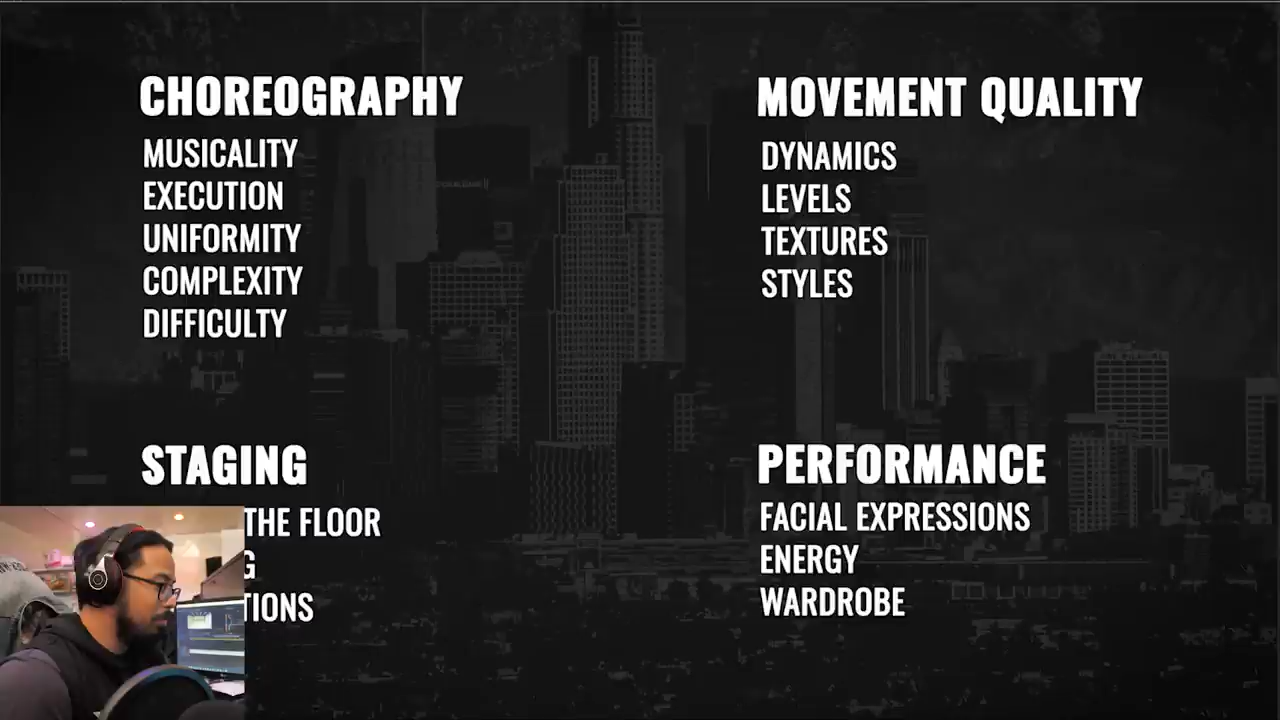 CHOREOGRAPHY
MUSICALITY
EXECUTION
UNIFORMITY
COMPLEXITY
DIFFICULTY
MOVEMENT QUALITY
DYNAMICS
LEVELS
TEXTURES
STYLES
STAGING
THE FLOOR
PERFORMANCE
FACIAL EXPRESSIONS
ENERGY
WARDROBE